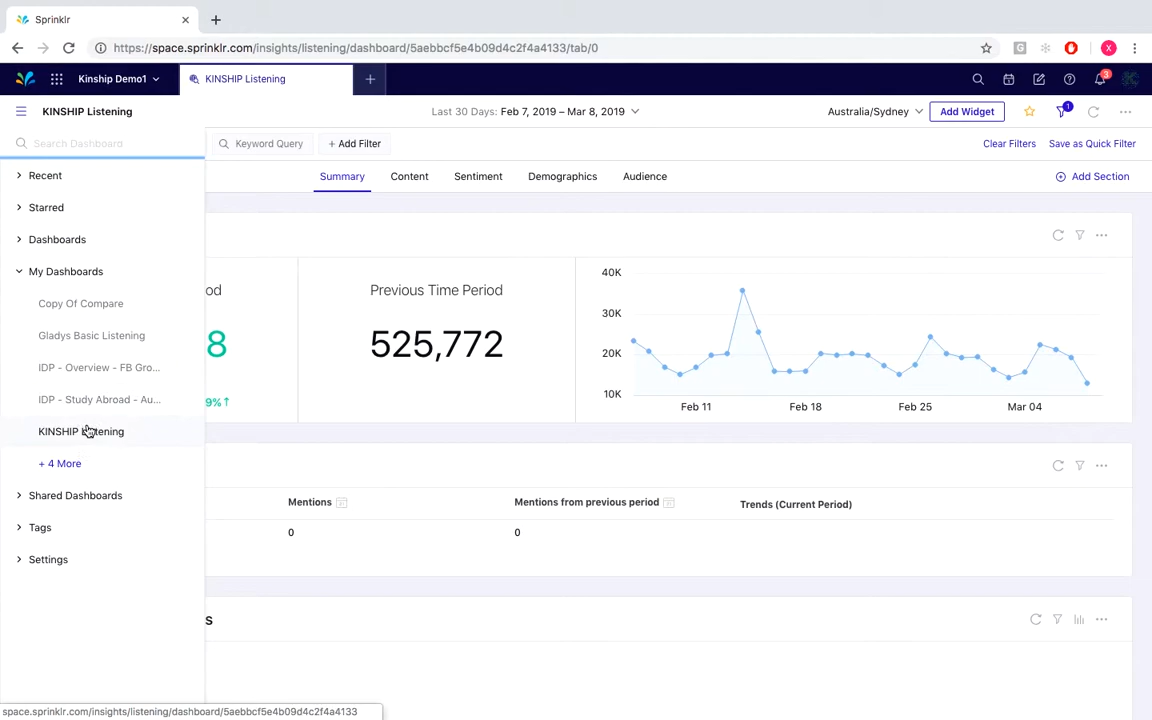 Sprinklr
https://space.sprinklr.com/insights/listening/dashboard/5aebbcf5e4b09d4c2f4a4133/tab/0
G
X
Kinship Demo1
KINSHIP Listening
3
KINSHIP Listening
Last 30 Days: Feb 7, 2019 – Mar 8, 2019
Australia/Sydney
Add Widget
1
Search Dashboard
Keyword Query
+ Add Filter
Clear Filters
Save as Quick Filter
Recent
Starred
Dashboards
My Dashboards
Copy Of Compare
Gladys Basic Listening
IDP - Overview - FB Gro...
IDP - Study Abroad - Au...
KINSHIP Listening
+ 4 More
Shared Dashboards
Tags
Settings
Summary
Content
Sentiment
Demographics
Audience
Add Section
od
8
9%↑
Previous Time Period
525,772
40K
30K
20K
10K
Feb 11
Feb 18
Feb 25
Mar 04
Mentions
Mentions from previous period
Trends (Current Period)
0
0
s
space.sprinklr.com/insights/listening/dashboard/5aebbcf5e4b09d4c2f4a4133